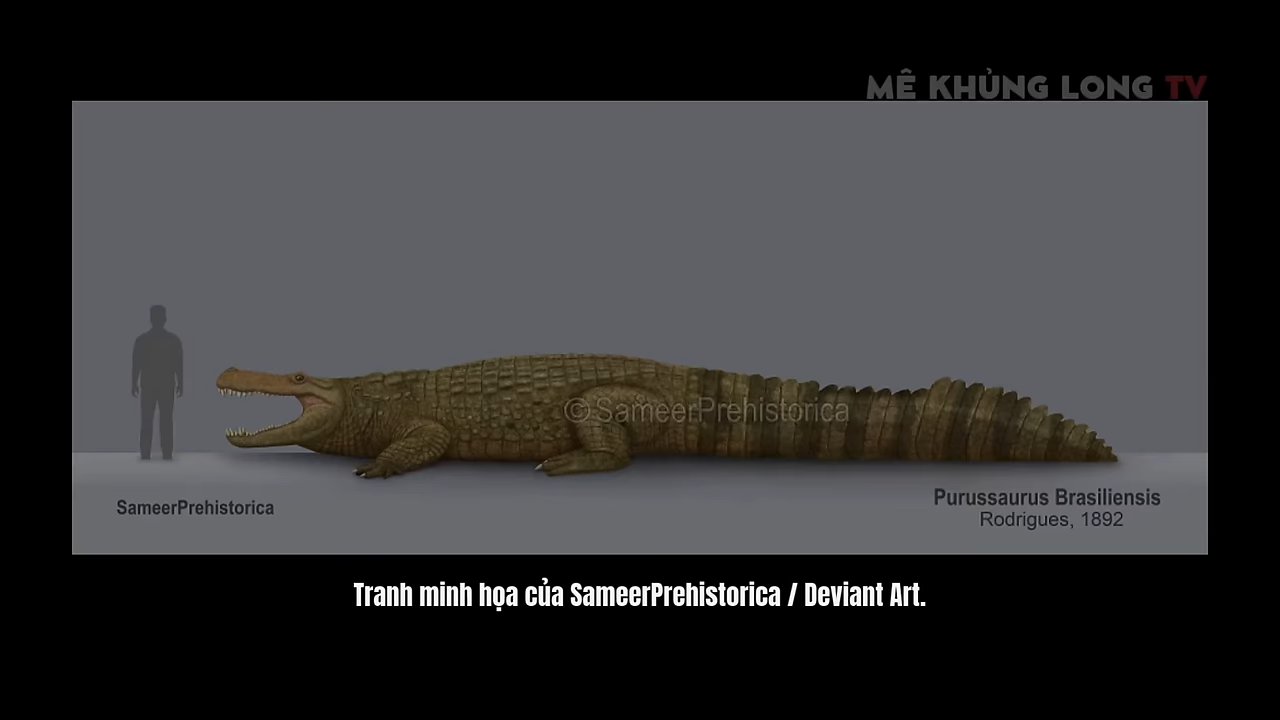 MÊ KHỦNG LONG TV
© SameerPrehistorica
SameerPrehistorica
Purussaurus Brasiliensis
Rodrigues, 1892
Tranh minh họa của SameerPrehistorica / Deviant Art.